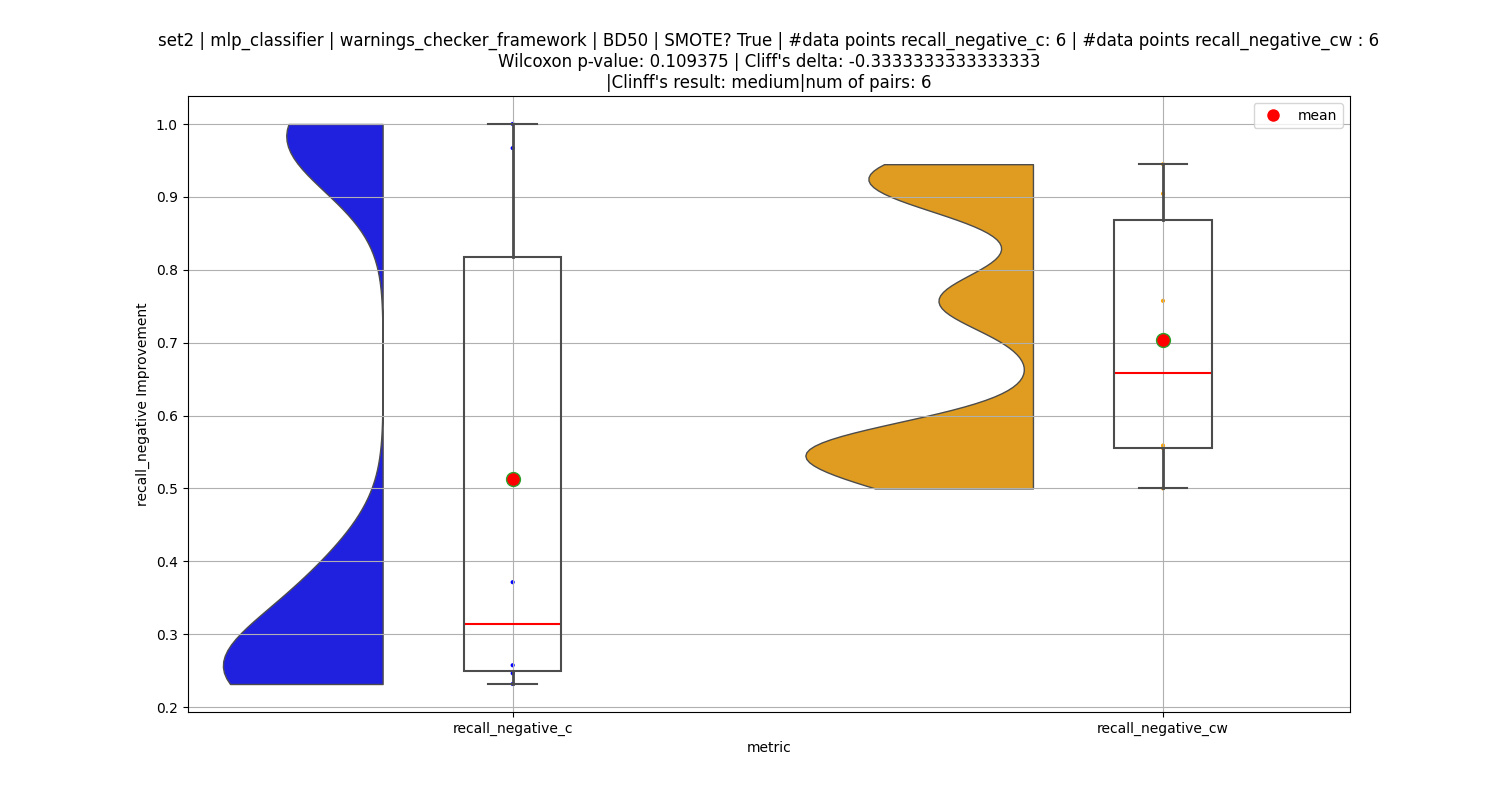 set2 | mlp_classifier | warnings_checker_framework | BD50 | SMOTE? True | #data points recall_negative_c: 6 | #data points recall_negative_cw : 6
Wilcoxon p-value: 0.109375 | Cliff's delta: -0.3333333333333333
|Clinff's result: medium|num of pairs: 6
mean
1.0
0.9
0.8
0.7
0.6
0.5
0.4
0.3
0.2
recall_negative Improvement
recall_negative_c
recall_negative_cw
metric